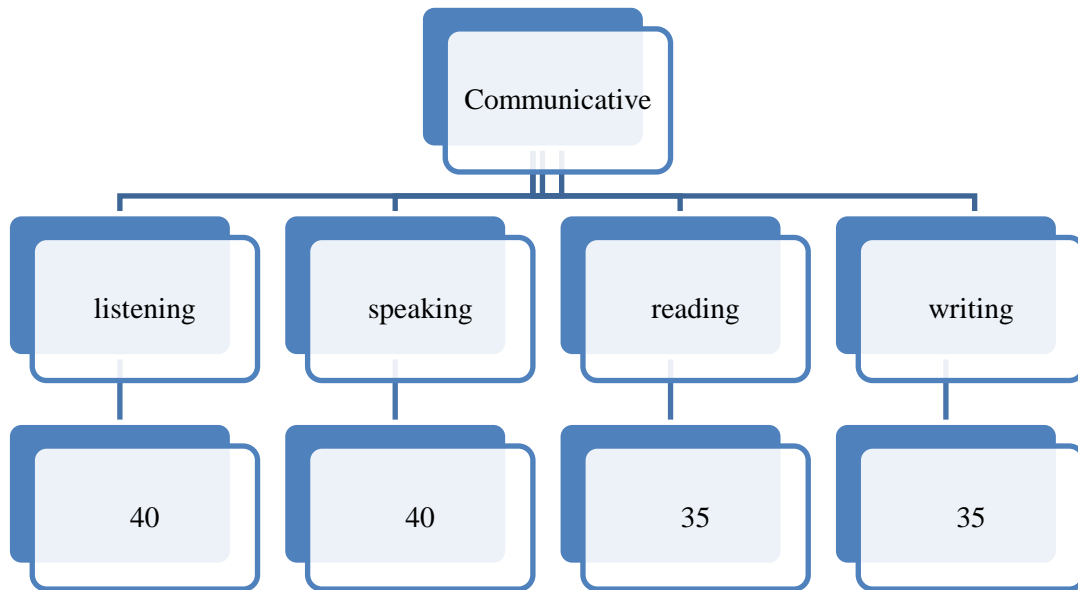 Communicative
listening
speaking
reading
writing
40
40
35
35